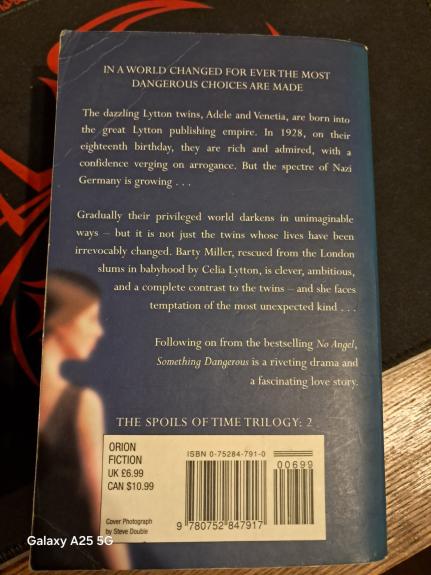 IN A WORLD CHANGED FOR EVER THE MOST
DANGEROUS CHOICES ARE MADE
The dazzling Lytton twins, Adele and Venetia, are born into
the great Lytton publishing empire. In 1928, on their
eighteenth birthday, they are rich and admired, with a
confidence verging on arrogance. But the spectre of Nazi
Germany is growing . . .
Gradually their privileged world darkens in unimaginable
ways – but it is not just the twins whose lives have been
irrevocably changed. Barty Miller, rescued from the London
slums in babyhood by Celia Lytton, is clever, ambitious,
and a complete contrast to the twins – and she faces
temptation of the most unexpected kind . . .
Following on from the bestselling No Angel,
Something Dangerous is a riveting drama and
a fascinating love story.
THE SPOILS OF TIME TRILOGY: 2
ORION
FICTION
UK £6.99
CAN $10.99
Cover Photograph
by Steve Double
ISBN 0-75284-791-0
00699
9 780752 847917
Galaxy A25 5G